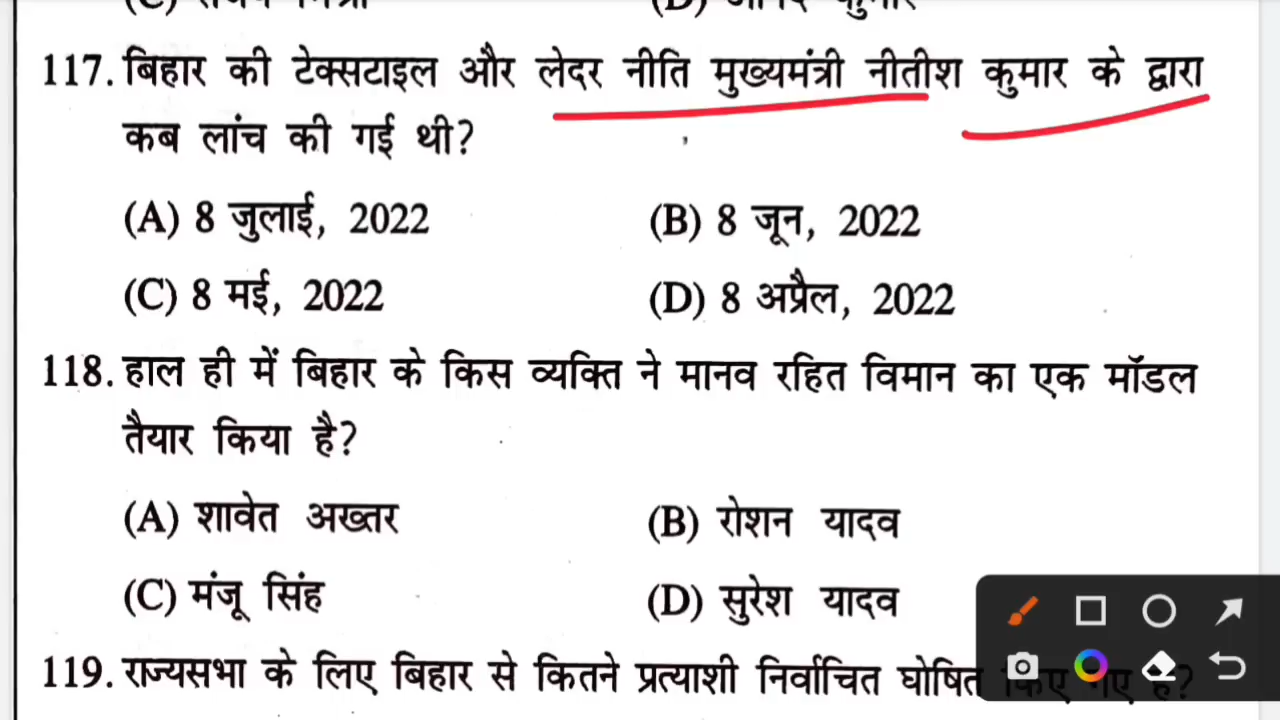 117. बिहार की टेक्सटाइल और लेदर नीति मुख्यमंत्री नीतीश कुमार के द्वारा
कब लांच की गई थी?
(A) 8 जुलाई, 2022 (B) 8 जून, 2022
(C) 8 मई, 2022 (D) 8 अप्रैल, 2022
118. हाल ही में बिहार के किस व्यक्ति ने मानव रहित विमान का एक मॉडल
तैयार किया है?
(A) शावेत अख्तर (B) रोशन यादव
(C) मंजू सिंह (D) सुरेश यादव
119. राज्यसभा के लिए बिहार से कितने प्रत्याशी निर्वाचित घोषित किए गए है?